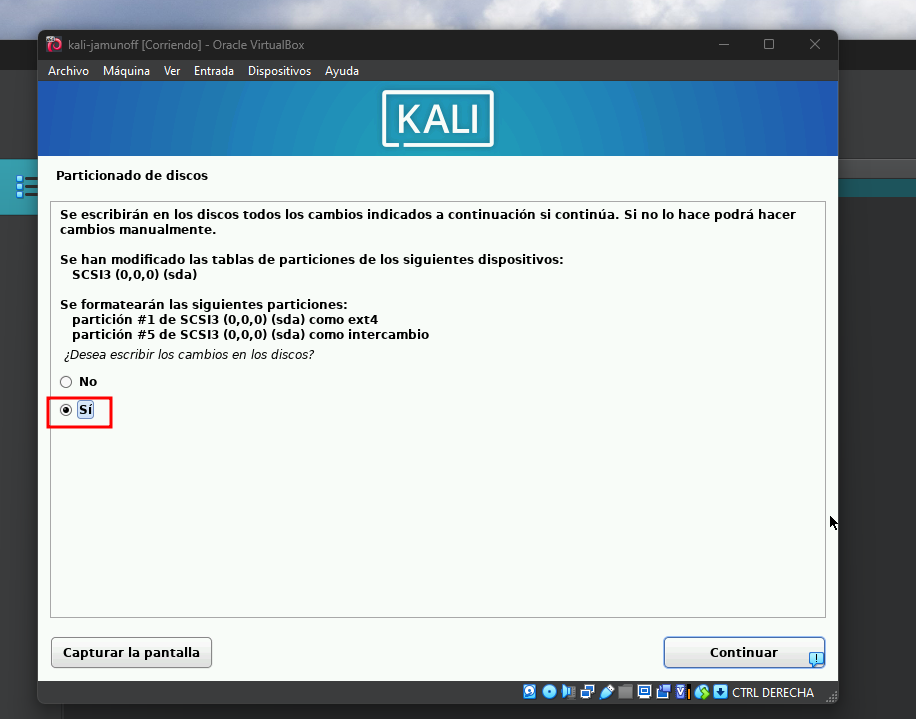 kali-jamunoff [Corriendo] - Oracle VirtualBox
Archivo Máquina Ver Entrada Dispositivos Ayuda
KALI
Particionado de discos
Se escribirán en los discos todos los cambios indicados a continuación si continúa. Si no lo hace podrá hacer
cambios manualmente.
Se han modificado las tablas de particiones de los siguientes dispositivos:
SCSI3 (0,0,0) (sda)
Se formatearán las siguientes particiones:
partición #1 de SCSI3 (0,0,0) (sda) como ext4
partición #5 de SCSI3 (0,0,0) (sda) como intercambio
¿Desea escribir los cambios en los discos?
No
Sí
Capturar la pantalla
Continuar
CTRL DERECHA